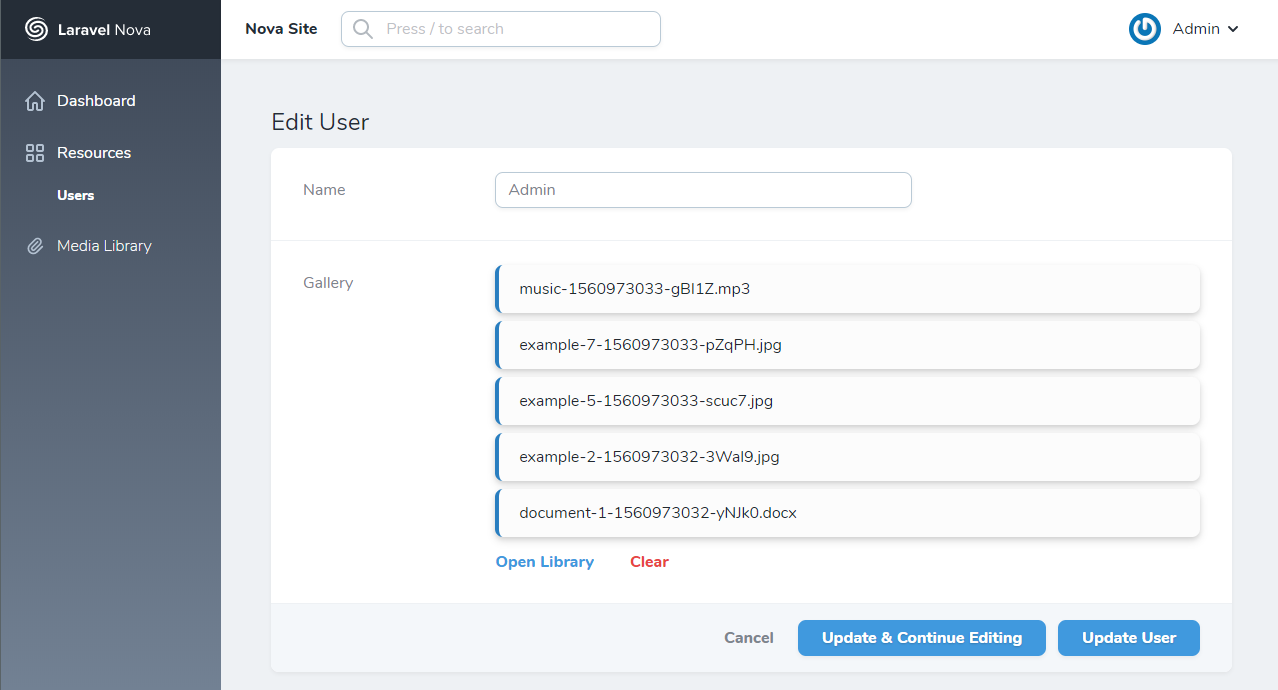 Laravel Nova
Nova Site
Press / to search
Admin
Dashboard
Resources
Users
Media Library
Edit User
Name
Admin
Gallery
music-1560973033-gBI1Z.mp3
example-7-1560973033-pZqPH.jpg
example-5-1560973033-scuc7.jpg
example-2-1560973032-3WaI9.jpg
document-1-1560973032-yNJk0.docx
Open Library
Clear
Cancel
Update & Continue Editing
Update User